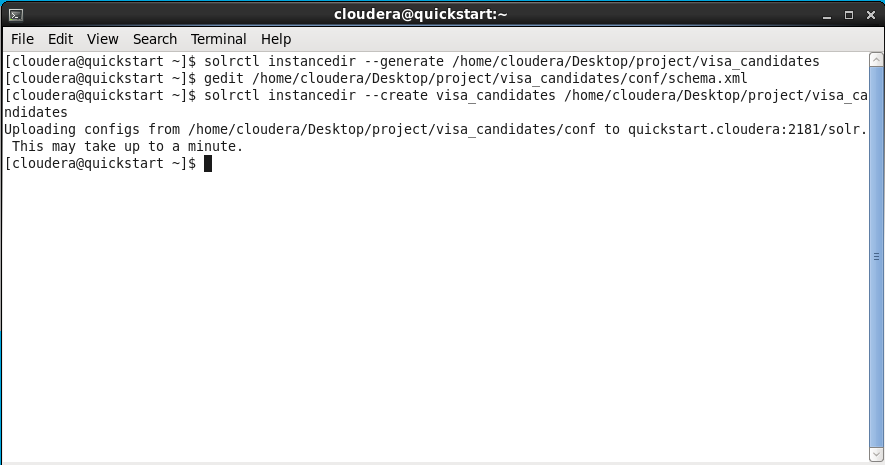 cloudera@quickstart:~
File Edit View Search Terminal Help
[cloudera@quickstart ~]$ solrctl instancedir --generate /home/cloudera/Desktop/project/visa_candidates
[cloudera@quickstart ~]$ gedit /home/cloudera/Desktop/project/visa_candidates/conf/schema.xml
[cloudera@quickstart ~]$ solrctl instancedir --create visa_candidates /home/cloudera/Desktop/project/visa_ca
ndidates
Uploading configs from /home/cloudera/Desktop/project/visa_candidates/conf to quickstart.cloudera:2181/solr.
 This may take up to a minute.
[cloudera@quickstart ~]$